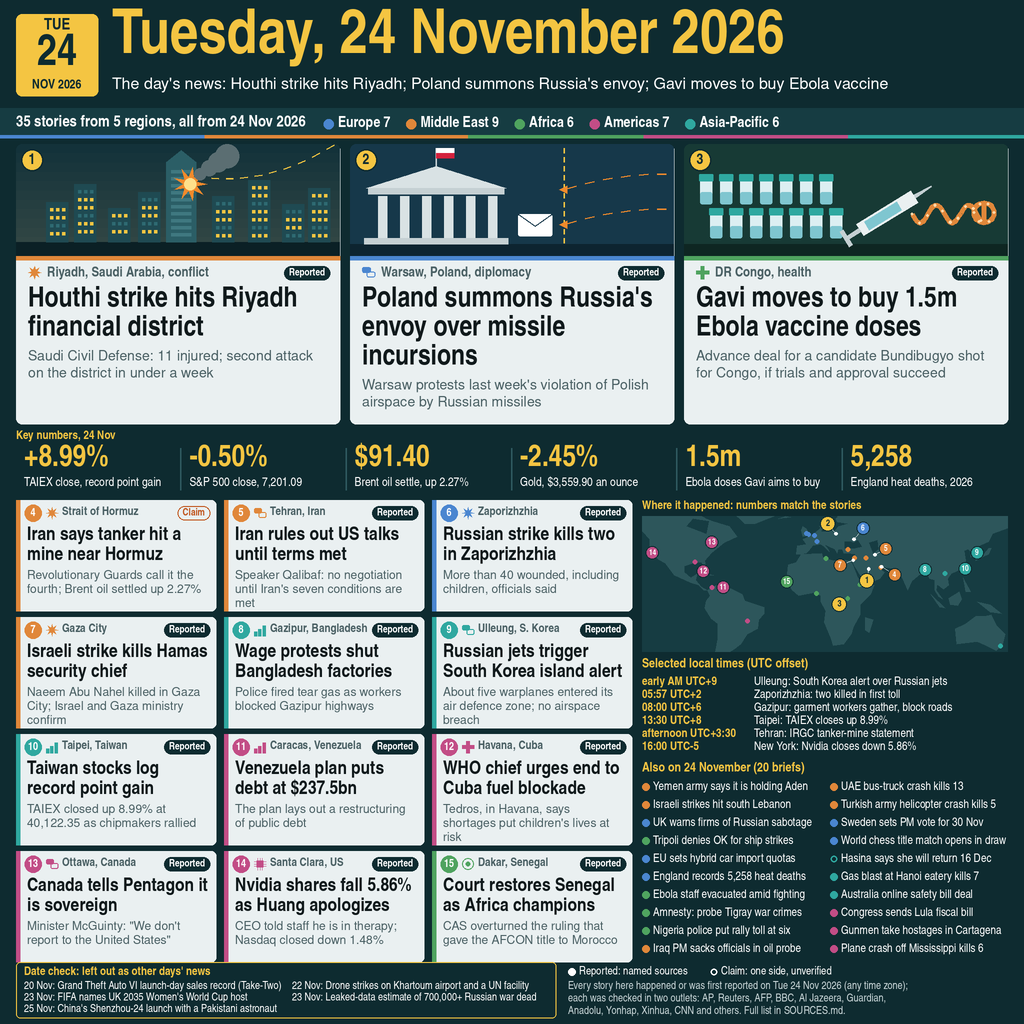 TUE
24
NOV 2026
Tuesday, 24 November 2026
The day's news: Houthi strike hits Riyadh; Poland summons Russia's envoy; Gavi moves to buy Ebola vaccine
35 stories from 5 regions, all from 24 Nov 2026
Europe 7
Middle East 9
Africa 6
Americas 7
Asia-Pacific 6
1
Riyadh, Saudi Arabia, conflict
Reported
Houthi strike hits Riyadh
financial district
Saudi Civil Defense: 11 injured; second attack
on the district in under a week
2
Warsaw, Poland, diplomacy
Reported
Poland summons Russia's
envoy over missile
incursions
Warsaw protests last week's violation of Polish
airspace by Russian missiles
3
DR Congo, health
Reported
Gavi moves to buy 1.5m
Ebola vaccine doses
Advance deal for a candidate Bundibugyo shot
for Congo, if trials and approval succeed
Key numbers, 24 Nov
+8.99%
TAIEX close, record point gain
-0.50%
S&P 500 close, 7,201.09
$91.40
Brent oil settle, up 2.27%
-2.45%
Gold, $3,559.90 an ounce
1.5m
Ebola doses Gavi aims to buy
5,258
England heat deaths, 2026
4
Strait of Hormuz
Claim
Iran says tanker hit a
mine near Hormuz
Revolutionary Guards call it the
fourth; Brent oil settled up 2.27%
5
Tehran, Iran
Reported
Iran rules out US talks
until terms met
Speaker Qalibaf: no negotiation
until Iran's seven conditions are
met
6
Zaporizhzhia
Reported
Russian strike kills two
in Zaporizhzhia
More than 40 wounded, including
children, officials said
7
Gaza City
Reported
Israeli strike kills Hamas
security chief
Naeem Abu Nahel killed in Gaza
City; Israel and Gaza ministry
confirm
8
Gazipur, Bangladesh
Reported
Wage protests shut
Bangladesh factories
Police fired tear gas as workers
blocked Gazipur highways
9
Ulleung, S. Korea
Reported
Russian jets trigger
South Korea island alert
About five warplanes entered its
air defense zone; no airspace
breach
10
Taipei, Taiwan
Reported
Taiwan stocks log
record point gain
TAIEX closed up 8.99% at
40,122.35 as chipmakers rallied
11
Caracas, Venezuela
Reported
Venezuela plan puts
debt at $237.5bn
The plan lays out a restructuring
of public debt
12
Havana, Cuba
Reported
WHO chief urges end to
Cuba fuel blockade
Tedros, in Havana, says
shortages put children's lives at
risk
13
Ottawa, Canada
Reported
Canada tells Pentagon it
is sovereign
Minister McGuinty: "We don't
report to the United States"
14
Santa Clara, US
Reported
Nvidia shares fall 5.86%
as Huang apologizes
CEO told staff he is in therapy;
Nasdaq closed down 1.48%
15
Dakar, Senegal
Reported
Court restores Senegal
as Africa champions
CAS overturned the ruling that
gave the AFCON title to Morocco
Where it happened: numbers match the stories
2
6
13
14
5
9
7
4
8
10
12
11
15
1
3
Selected local times (UTC offset)
early AM UTC+9 Ulleung: South Korea alert over Russian jets
05:57 UTC+2 Zaporizhzhia: two killed in first toll
08:00 UTC+6 Gazipur: garment workers gather, block roads
13:30 UTC+8 Taipei: TAIEX closes up 8.99%
afternoon UTC+3:30 Tehran: IRGC tanker-mine statement
16:00 UTC-5 New York: Nvidia closes down 5.86%
Also on 24 November (20 briefs)
Yemen army says it is holding Aden
Israeli strikes hit south Lebanon
UK warns firms of Russian sabotage
Tripoli denies OK for ship strikes
EU sets hybrid car import quotas
England records 5,258 heat deaths
Ebola staff evacuated amid fighting
Amnesty: probe Tigray war crimes
Nigeria police put rally toll at six
Iraq PM sacks officials in oil probe
UAE bus-truck crash kills 13
Turkish army helicopter crash kills 5
Sweden sets PM vote for 30 Nov
World chess title match opens in draw
Hasina says she will return 16 Dec
Gas blast at Hanoi eatery kills 7
Australia online safety bill deal
Congress sends Lula fiscal bill
Gunmen take hostages in Cartagena
Plane crash off Mississippi kills 6
Date check: left out as other days' news
20 Nov: Grand Theft Auto VI launch-day sales record (Take-Two)
23 Nov: FIFA names UK 2035 Women's World Cup host
25 Nov: China's Shenzhou-24 launch with a Pakistani astronaut
22 Nov: Drone strikes on Khartoum airport and a UN facility
23 Nov: Leaked-data estimate of 700,000+ Russian war dead
Reported: named sources
Claim: one side, unverified
Every story here happened or was first reported on Tue 24 Nov 2026 (any time zone);
each was checked in two outlets: AP, Reuters, AFP, BBC, Al Jazeera, Guardian,
Anadolu, Yonhap, Xinhua, CNN and others. Full list in SOURCES.md.